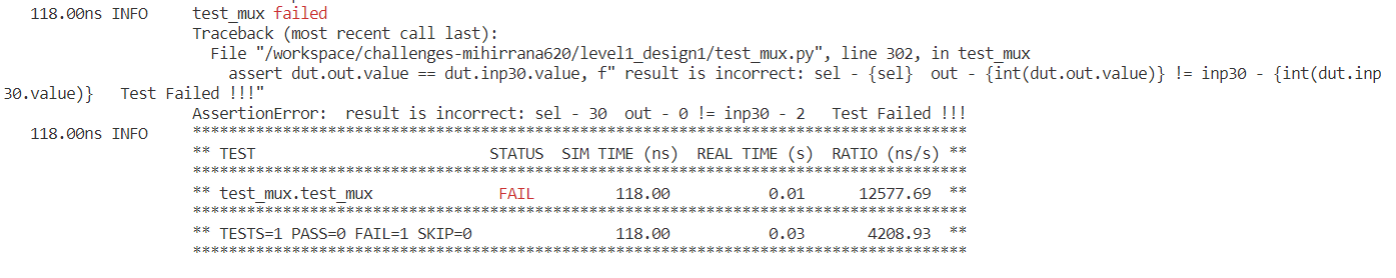 118.00ns INFO     test_mux failed
                  Traceback (most recent call last):
                    File "/workspace/challenges-mihirrana620/level1_design1/test_mux.py", line 302, in test_mux
                      assert dut.out.value == dut.inp30.value, f" result is incorrect: sel - {sel}  out - {int(dut.out.value)} != inp30 - {int(dut.inp
30.value)}   Test Failed !!!"
                  AssertionError:  result is incorrect: sel - 30  out - 0 != inp30 - 2   Test Failed !!!
118.00ns INFO     **************************************************************************************
                  ** TEST                          STATUS  SIM TIME (ns)  REAL TIME (s)  RATIO (ns/s) **
                  **************************************************************************************
                  ** test_mux.test_mux              FAIL         118.00           0.01      12577.69  **
                  **************************************************************************************
                  ** TESTS=1 PASS=0 FAIL=1 SKIP=0                118.00           0.03       4208.93  **
                  **************************************************************************************